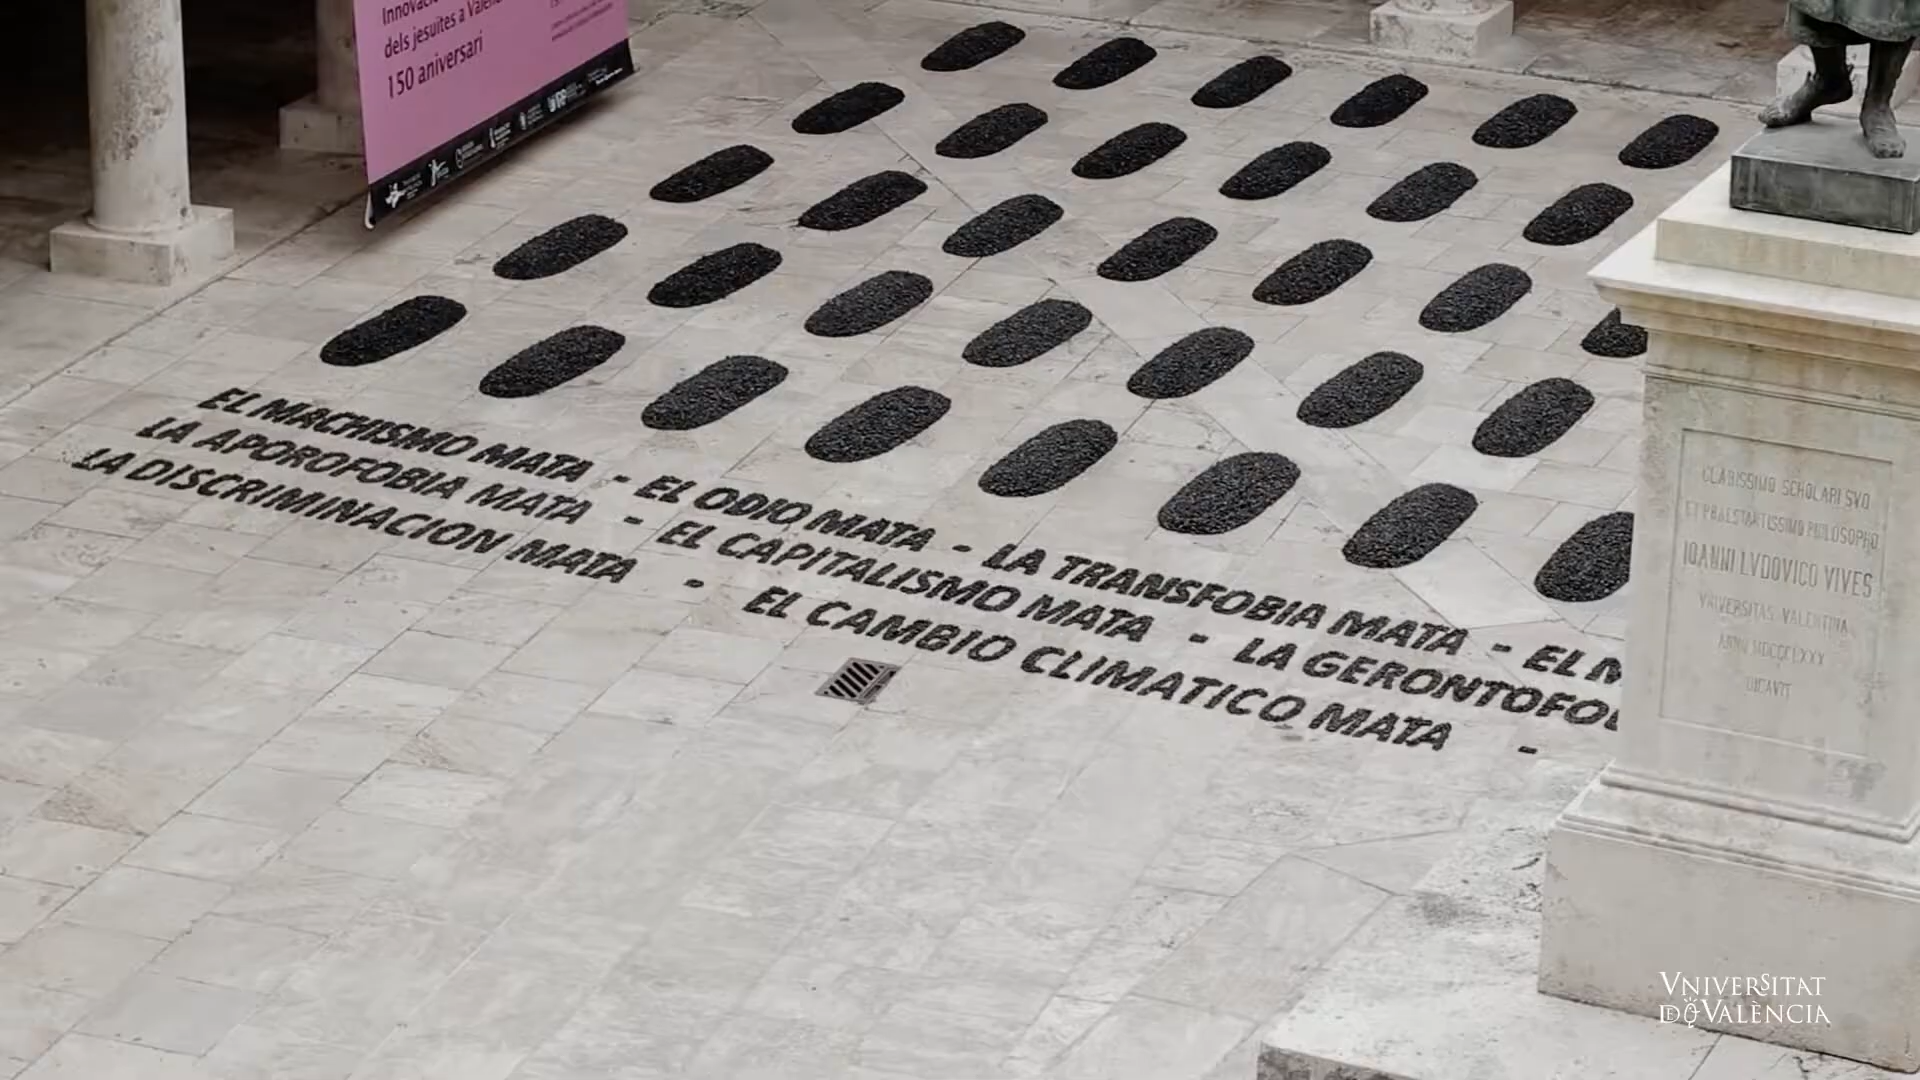 Innovació
dels jesuïtes a València
150 aniversari
EL MACHISMO MATA - EL ODIO MATA - LA TRANSFOBIA MATA - EL
LA APOROFOBIA MATA - EL CAPITALISMO MATA - LA GERONTOFO
LA DISCRIMINACION MATA - EL CAMBIO CLIMATICO MATA -
CLARISSIMO SCHOLARI SVO
ET PRAESTANTISSIMO PHILOSOPHO
IOANNI LVDOVICO VIVES
VNIVERSITAS VALENTINA
ANNO MDCCCLXXX
DICAVIT
VNIVERSITAT
DE VALÈNCIA